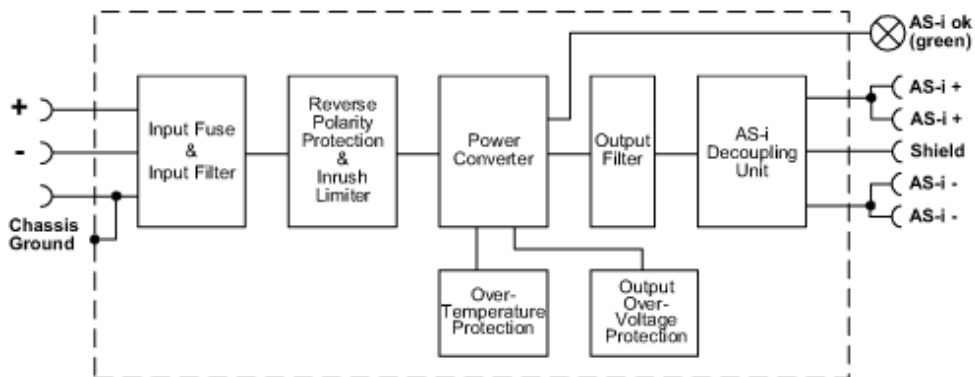 AS-i ok
(green)
+
-
Chassis
Ground
Input Fuse
&
Input Filter
Reverse
Polarity
Protection
&
Inrush
Limiter
Power
Converter
Output
Filter
AS-i
Decoupling
Unit
AS-i +
AS-i +
Shield
AS-i -
AS-i -
Over-
Temperature
Protection
Output
Over-
Voltage
Protection